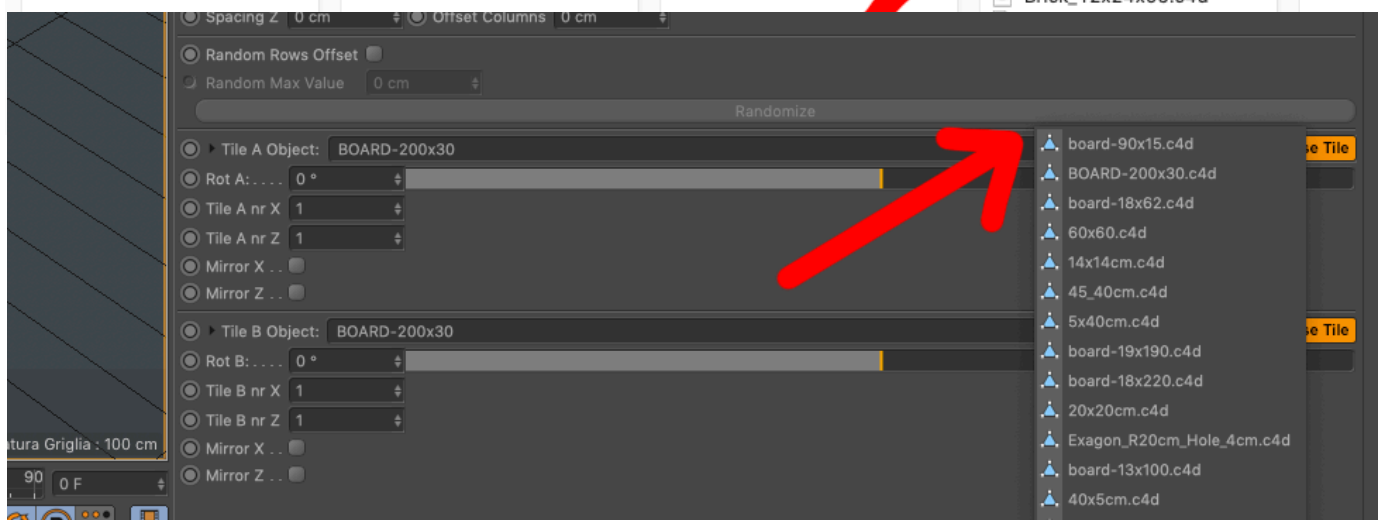 Spacing Z 0 cm Offset Columns 0 cm
Random Rows Offset
Random Max Value 0 cm
Randomize
Tile A Object: BOARD-200x30 se Tile
Rot A: . . . . 0 °
Tile A nr X 1
Tile A nr Z 1
Mirror X . .
Mirror Z . .
Tile B Object: BOARD-200x30 se Tile
Rot B: . . . . 0 °
Tile B nr X 1
Tile B nr Z 1
Mirror X . .
Mirror Z . .
board-90x15.c4d
BOARD-200x30.c4d
board-18x62.c4d
60x60.c4d
14x14cm.c4d
45_40cm.c4d
5x40cm.c4d
board-19x190.c4d
board-18x220.c4d
20x20cm.c4d
Exagon_R20cm_Hole_4cm.c4d
board-13x100.c4d
40x5cm.c4d
atura Griglia : 100 cm
90 0 F